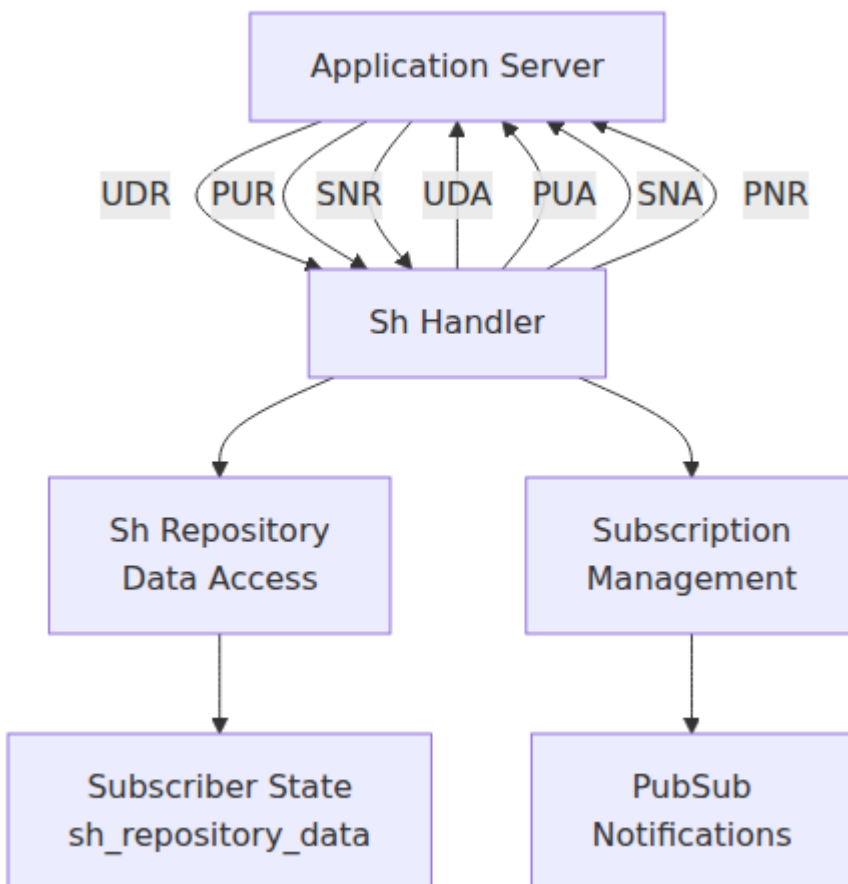 Application Server
UDR PUR SNR UDA PUA SNA PNR
Sh Handler
Sh Repository
Data Access
Subscription
Management
Subscriber State
sh_repository_data
PubSub
Notifications